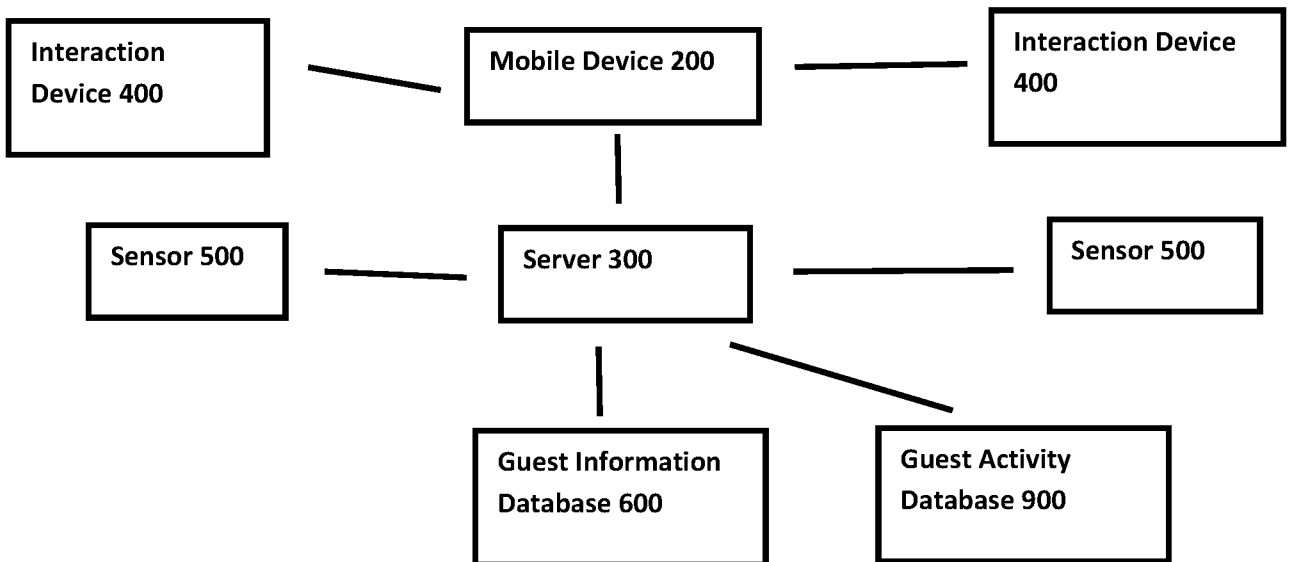 Interaction
Device 400
Mobile Device 200
Interaction Device
400
Sensor 500
Server 300
Sensor 500
Guest Information
Database 600
Guest Activity
Database 900